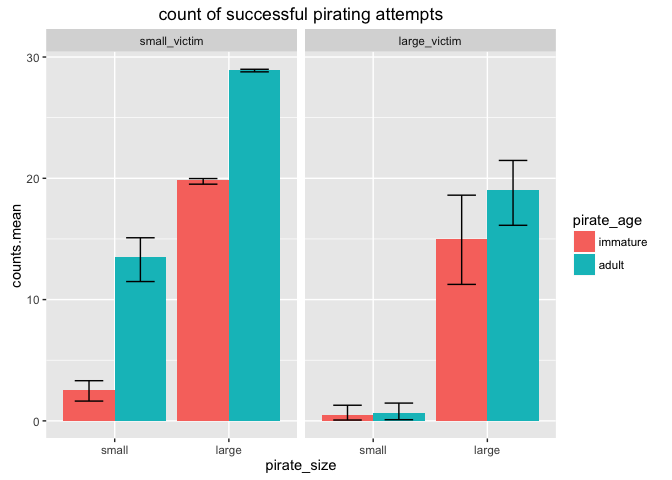 count of successful pirating attempts
small_victim
large_victim
counts.mean
30
20
10
0
small
large
small
large
pirate_size
pirate_age
immature
adult